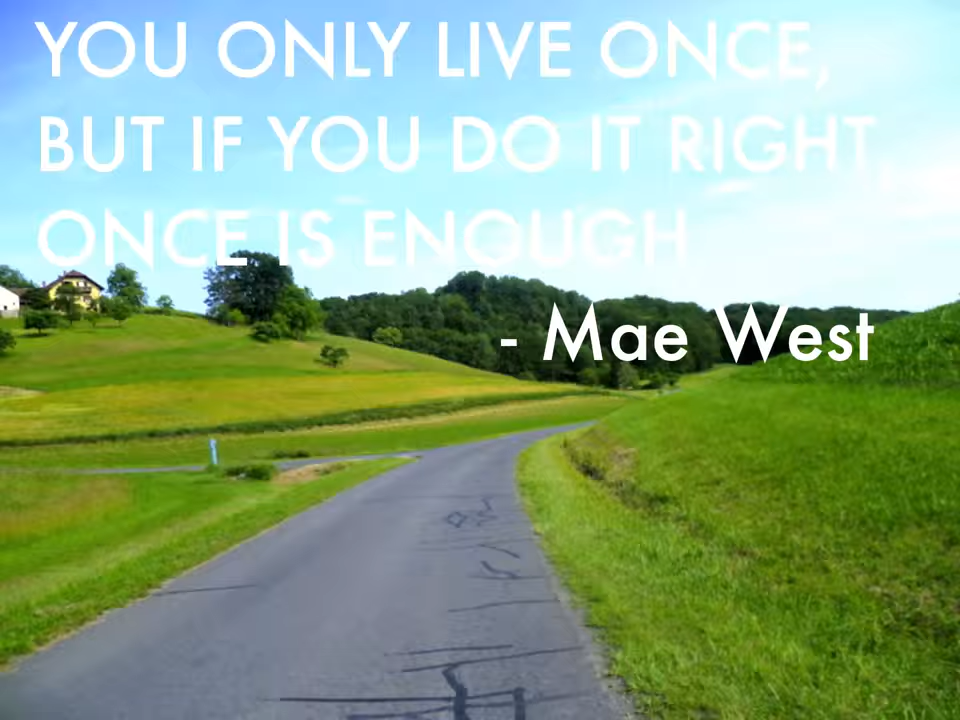 YOU ONLY LIVE ONCE,
BUT IF YOU DO IT RIGHT,
ONCE IS ENOUGH
- Mae West